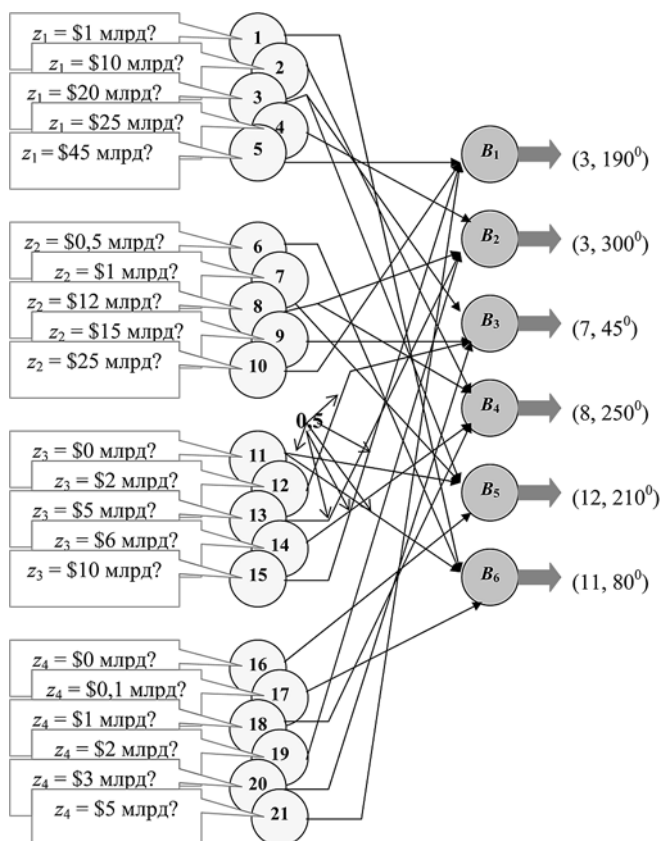 z₁ = $1 млрд?
z₁ = $10 млрд?
z₁ = $20 млрд?
z₁ = $25 млрд?
z₁ = $45 млрд?
1
2
3
4
5
z₂ = $0,5 млрд?
z₂ = $1 млрд?
z₂ = $12 млрд?
z₂ = $15 млрд?
z₂ = $25 млрд?
6
7
8
9
10
z₃ = $0 млрд?
z₃ = $2 млрд?
z₃ = $5 млрд?
z₃ = $6 млрд?
z₃ = $10 млрд?
11
12
13
14
15
0,5
z₄ = $0 млрд?
z₄ = $0,1 млрд?
z₄ = $1 млрд?
z₄ = $2 млрд?
z₄ = $3 млрд?
z₄ = $5 млрд?
16
17
18
19
20
21
B₁ (3, 190⁰)
B₂ (3, 300⁰)
B₃ (7, 45⁰)
B₄ (8, 250⁰)
B₅ (12, 210⁰)
B₆ (11, 80⁰)